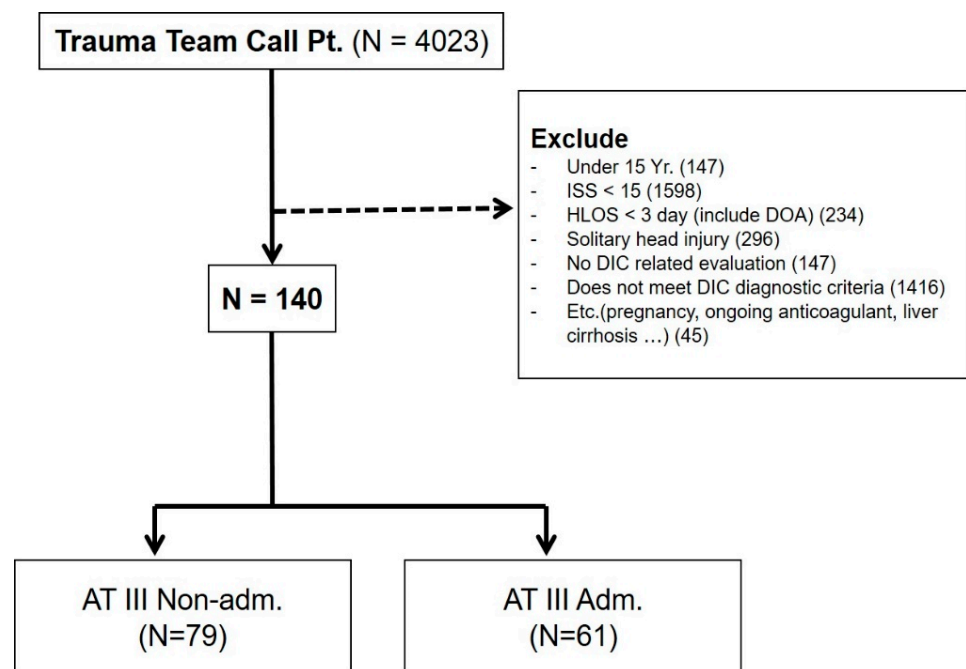 Trauma Team Call Pt. (N = 4023)
Exclude
- Under 15 Yr. (147)
- ISS < 15 (1598)
- HLOS < 3 day (include DOA) (234)
- Solitary head injury (296)
- No DIC related evaluation (147)
- Does not meet DIC diagnostic criteria (1416)
- Etc.(pregnancy, ongoing anticoagulant, liver
cirrhosis ...) (45)
N = 140
AT III Non-adm.
(N=79)
AT III Adm.
(N=61)